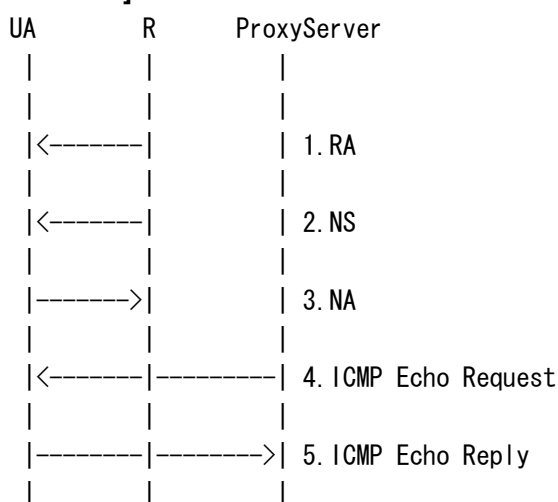 UA R ProxyServer
| | |
| | |
|<-------| | 1.RA
| | |
|<-------| | 2.NS
| | |
|------->| | 3.NA
| | |
|<-------|---------| 4.ICMP Echo Request
| | |
|--------|-------->| 5.ICMP Echo Reply
| | |